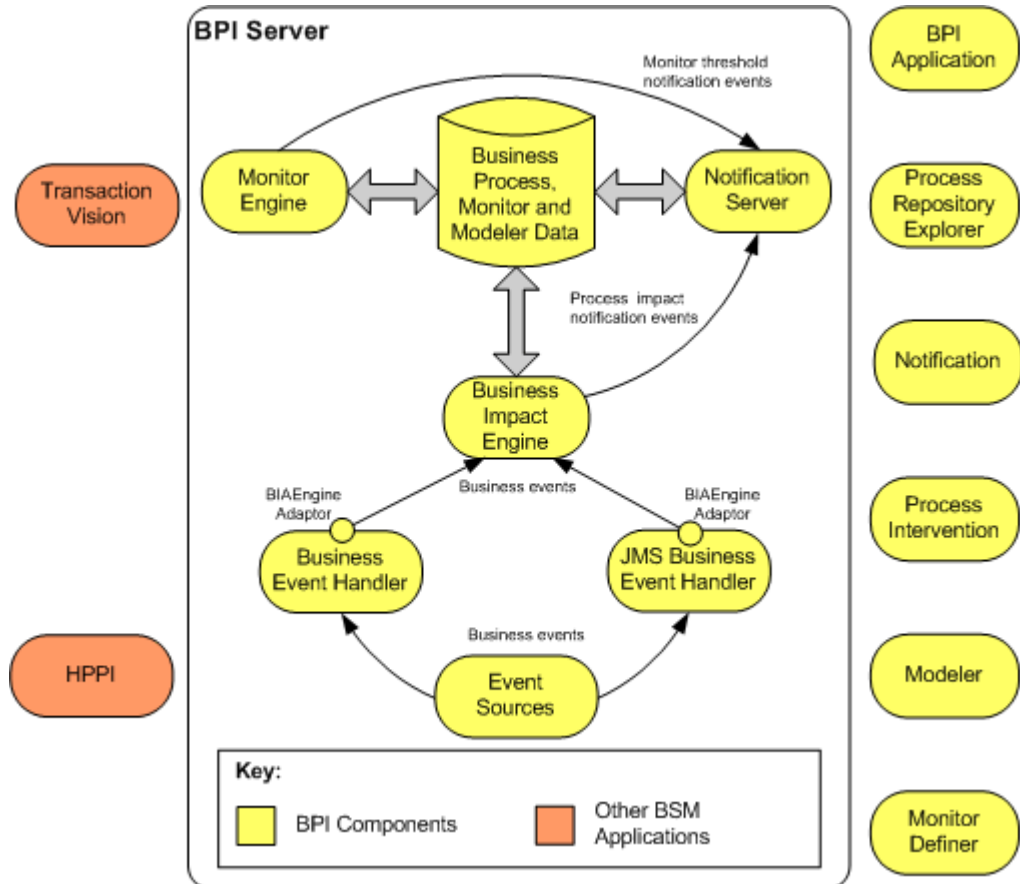 BPI Server
Monitor threshold
notification events
BPI
Application
Transaction
Vision
Monitor
Engine
Business
Process,
Monitor and
Modeler Data
Notification
Server
Process
Repository
Explorer
Process impact
notification events
Notification
Business
Impact
Engine
BIAEngine
Adaptor
Business events
BIAEngine
Adaptor
Process
Intervention
Business
Event Handler
JMS Business
Event Handler
Business events
HPPI
Event
Sources
Modeler
Key:
BPI Components
Other BSM
Applications
Monitor
Definer